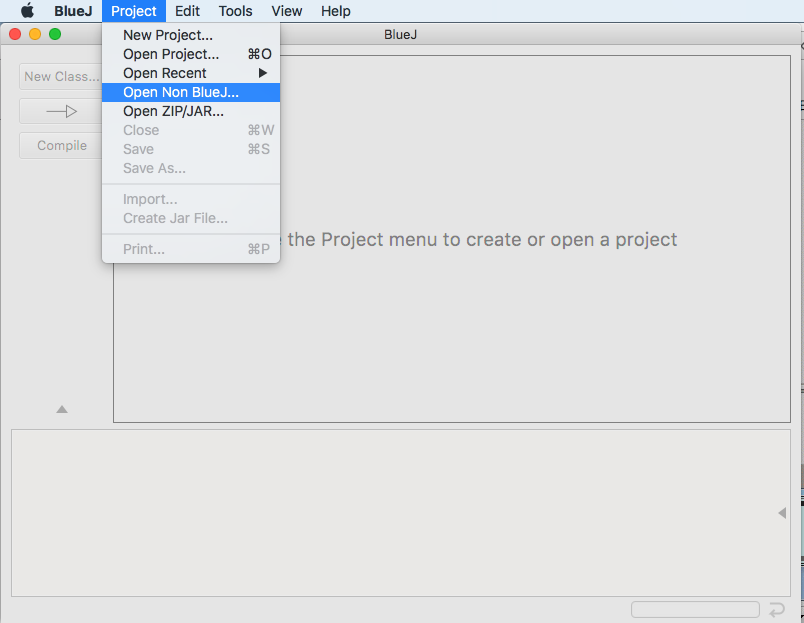 BlueJ Project Edit Tools View Help
BlueJ
New Project...
Open Project... ⌘O
Open Recent ▶
Open Non BlueJ...
Open ZIP/JAR...
Close ⌘W
Save ⌘S
Save As...
Import...
Create Jar File...
Print... ⌘P
New Class...
Compile
the Project menu to create or open a project